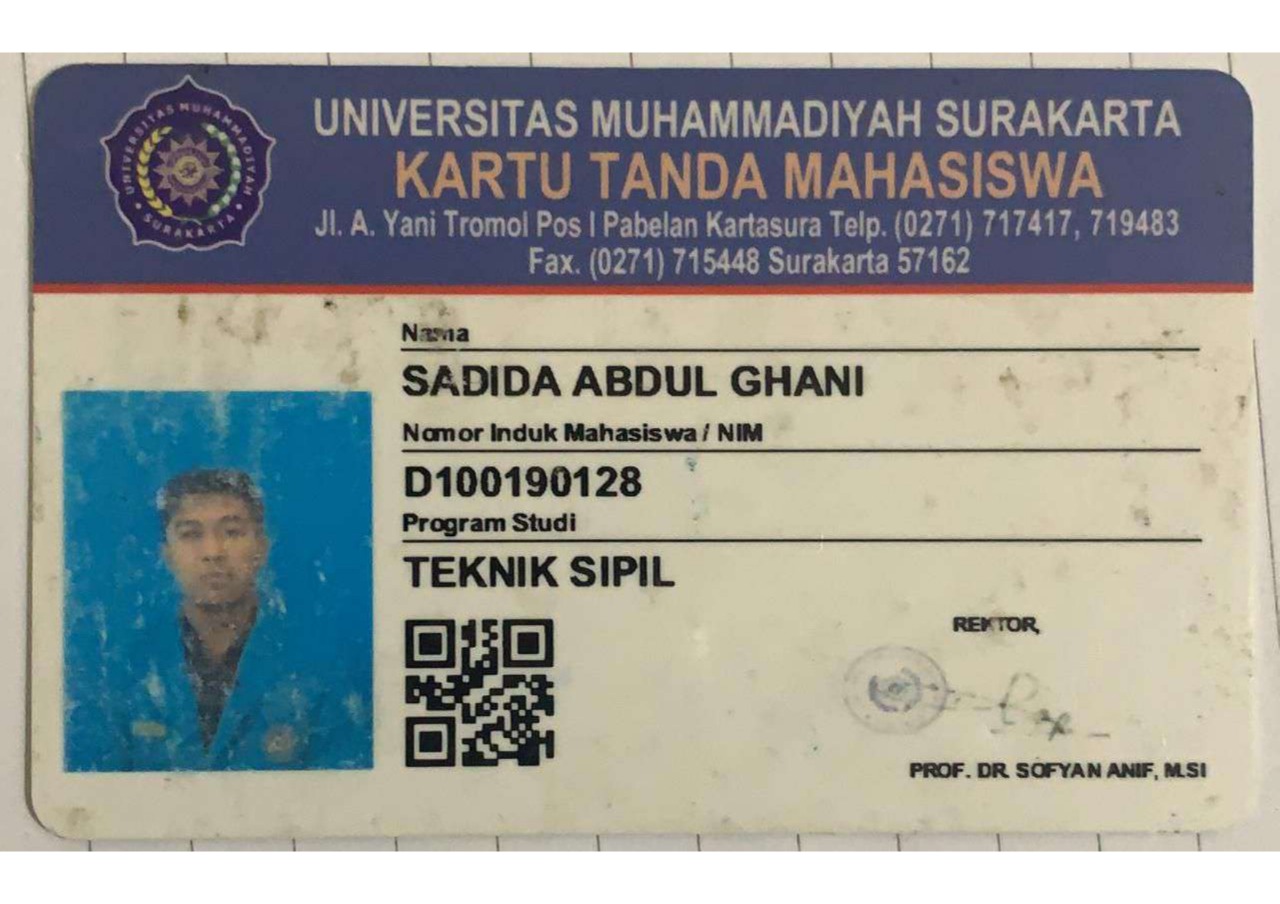 UNIVERSITAS MUHAMMADIYAH SURAKARTA
KARTU TANDA MAHASISWA
Jl. A. Yani Tromol Pos I Pabelan Kartasura Telp. (0271) 717417, 719483
Fax. (0271) 715448 Surakarta 57162
UNIVERSITAS MUHAMMADIYAH
SURAKARTA
Nama
SADIDA ABDUL GHANI
Nomor Induk Mahasiswa / NIM
D100190128
Program Studi
TEKNIK SIPIL
REKTOR,
PROF. DR. SOFYAN ANIF, M.SI